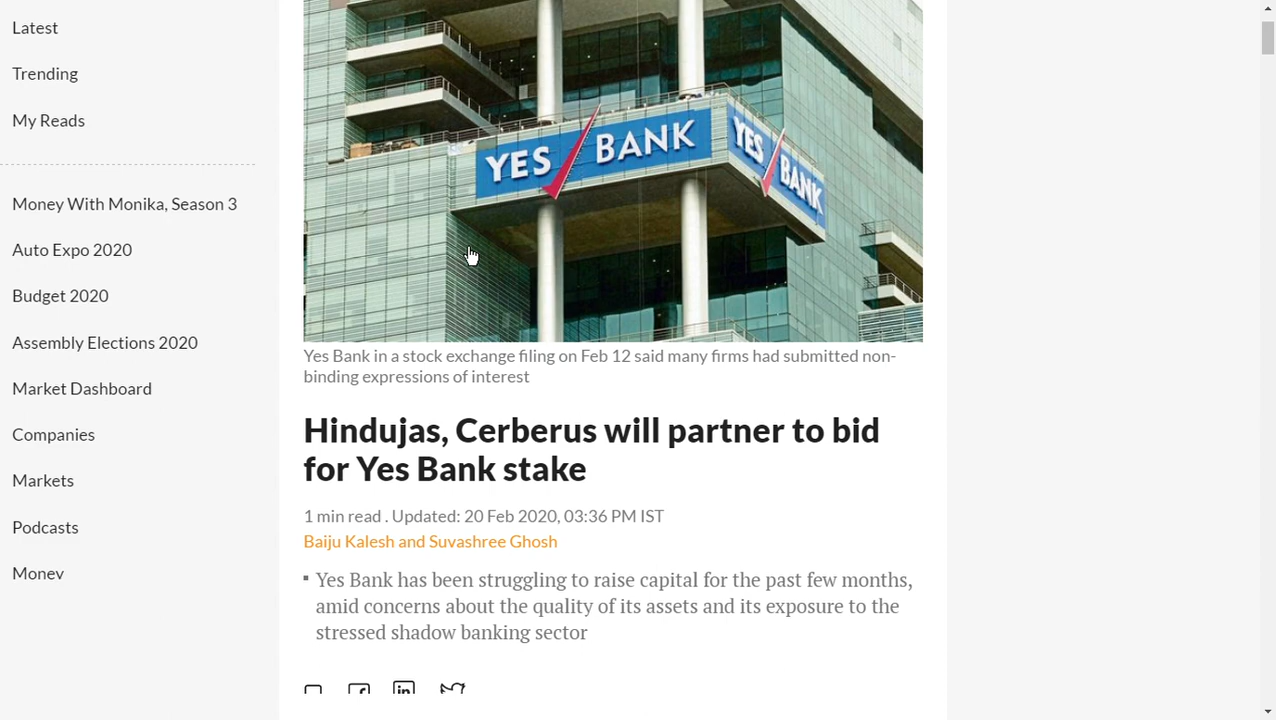 Latest
Trending
My Reads
Money With Monika, Season 3
Auto Expo 2020
Budget 2020
Assembly Elections 2020
Market Dashboard
Companies
Markets
Podcasts
Money
YES BANK
YES BANK
Yes Bank in a stock exchange filing on Feb 12 said many firms had submitted non-
binding expressions of interest
Hindujas, Cerberus will partner to bid
for Yes Bank stake
1 min read . Updated: 20 Feb 2020, 03:36 PM IST
Baiju Kalesh and Suvashree Ghosh
Yes Bank has been struggling to raise capital for the past few months,
amid concerns about the quality of its assets and its exposure to the
stressed shadow banking sector